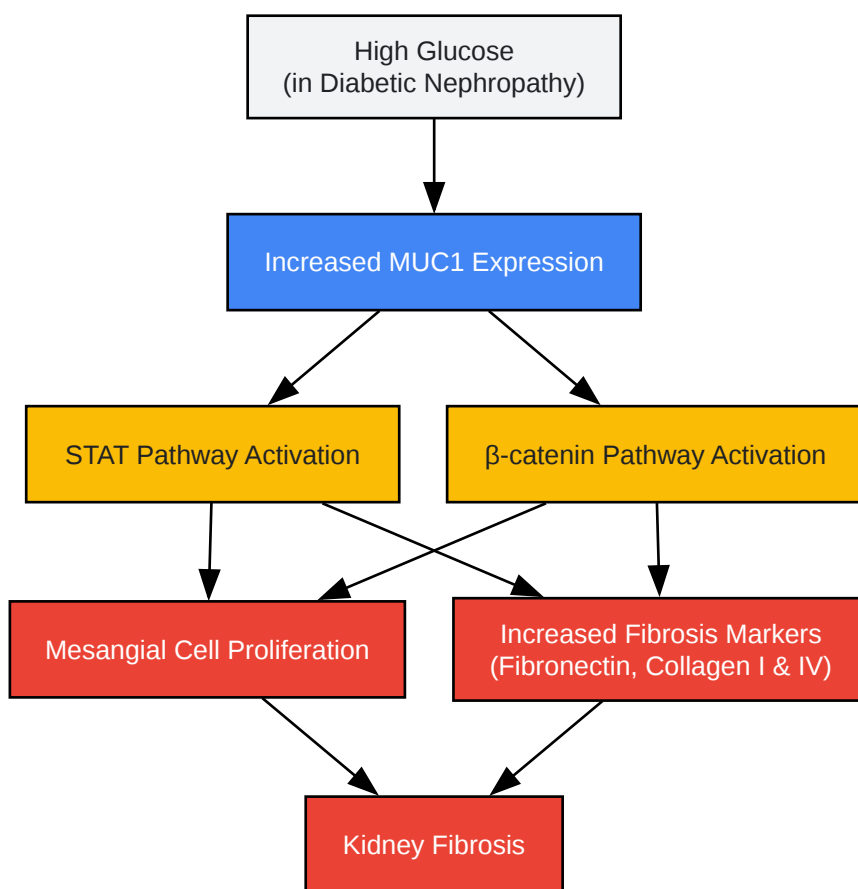 High Glucose
(in Diabetic Nephropathy)
Increased MUC1 Expression
STAT Pathway Activation
β-catenin Pathway Activation
Mesangial Cell Proliferation
Increased Fibrosis Markers
(Fibronectin, Collagen I & IV)
Kidney Fibrosis